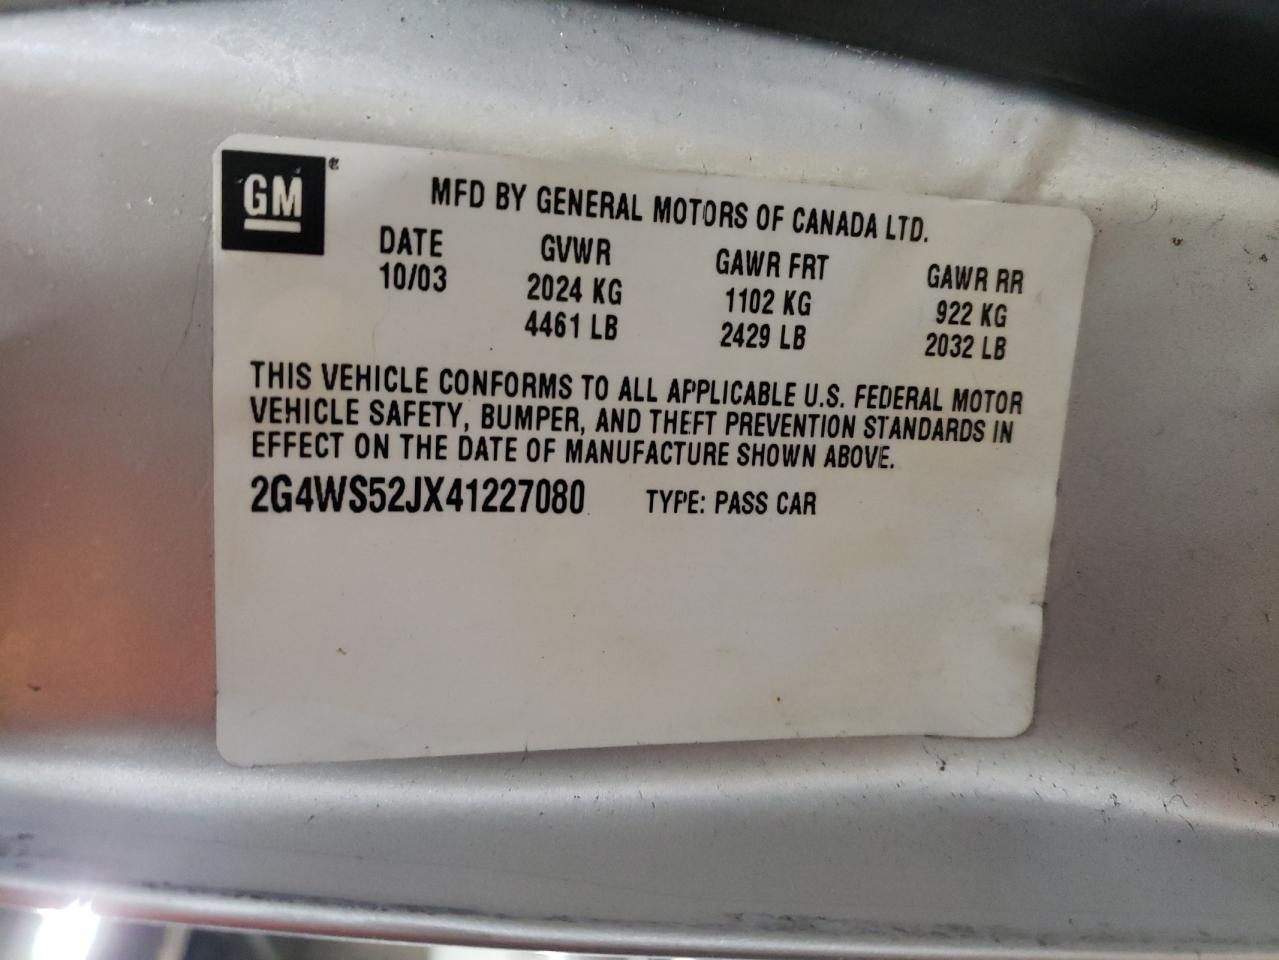 GM ®
MFD BY GENERAL MOTORS OF CANADA LTD.
DATE GVWR GAWR FRT GAWR RR
10/03 2024 KG 1102 KG 922 KG
4461 LB 2429 LB 2032 LB
THIS VEHICLE CONFORMS TO ALL APPLICABLE U.S. FEDERAL MOTOR
VEHICLE SAFETY, BUMPER, AND THEFT PREVENTION STANDARDS IN
EFFECT ON THE DATE OF MANUFACTURE SHOWN ABOVE.
2G4WS52JX41227080 TYPE: PASS CAR